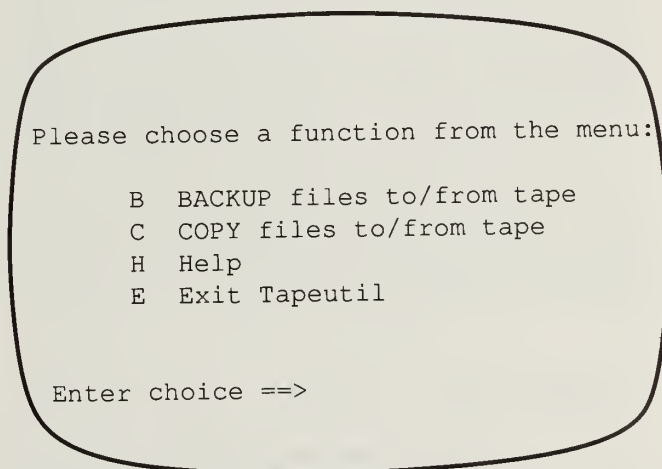 Please choose a function from the menu:
B BACKUP files to/from tape
C COPY files to/from tape
H Help
E Exit Tapeutil
Enter choice ==>